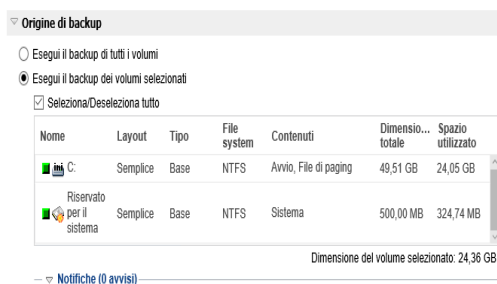 Origine di backup
Esegui il backup di tutti i volumi
Esegui il backup dei volumi selezionati
Seleziona/Deseleziona tutto
Nome Layout Tipo File system Contenuti Dimensio... totale Spazio utilizzato
C: Semplice Base NTFS Avvio, File di paging 49,51 GB 24,05 GB
Riservato per il sistema Semplice Base NTFS Sistema 500,00 MB 324,74 MB
Dimensione del volume selezionato: 24,36 GB
Notifiche (0 avvisi)